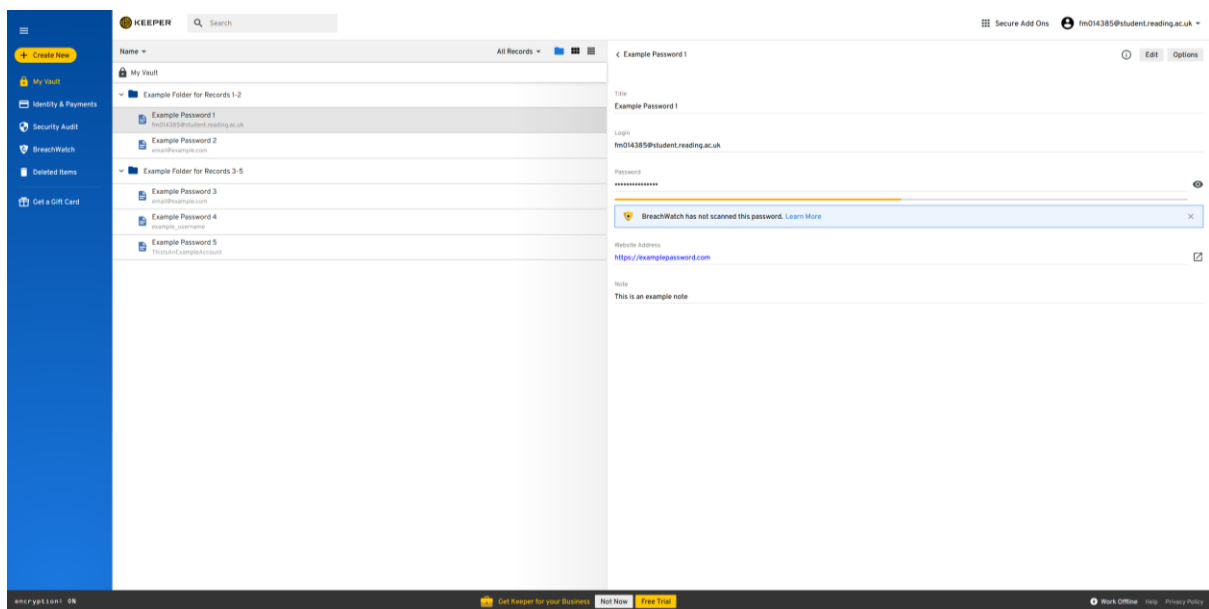 KEEPER
Search
Secure Add Ons
fm014385@student.reading.ac.uk
Create New
My Vault
Identity & Payments
Security Audit
BreachWatch
Deleted Items
Get a Gift Card
Name
All Records
My Vault
Example Folder for Records 1-2
Example Password 1
fm014385@student.reading.ac.uk
Example Password 2
email@example.com
Example Folder for Records 3-5
Example Password 3
email@example.com
Example Password 4
example_username
Example Password 5
ThisIsAnExampleAccount
Example Password 1
Edit
Options
Title
Example Password 1
Login
fm014385@student.reading.ac.uk
Password
•••••••••••••••
BreachWatch has not scanned this password. Learn More
Website Address
https://examplepassword.com
Note
This is an example note
encryption: ON
Get Keeper for your Business
Not Now
Free Trial
Work Offline
Help
Privacy Policy